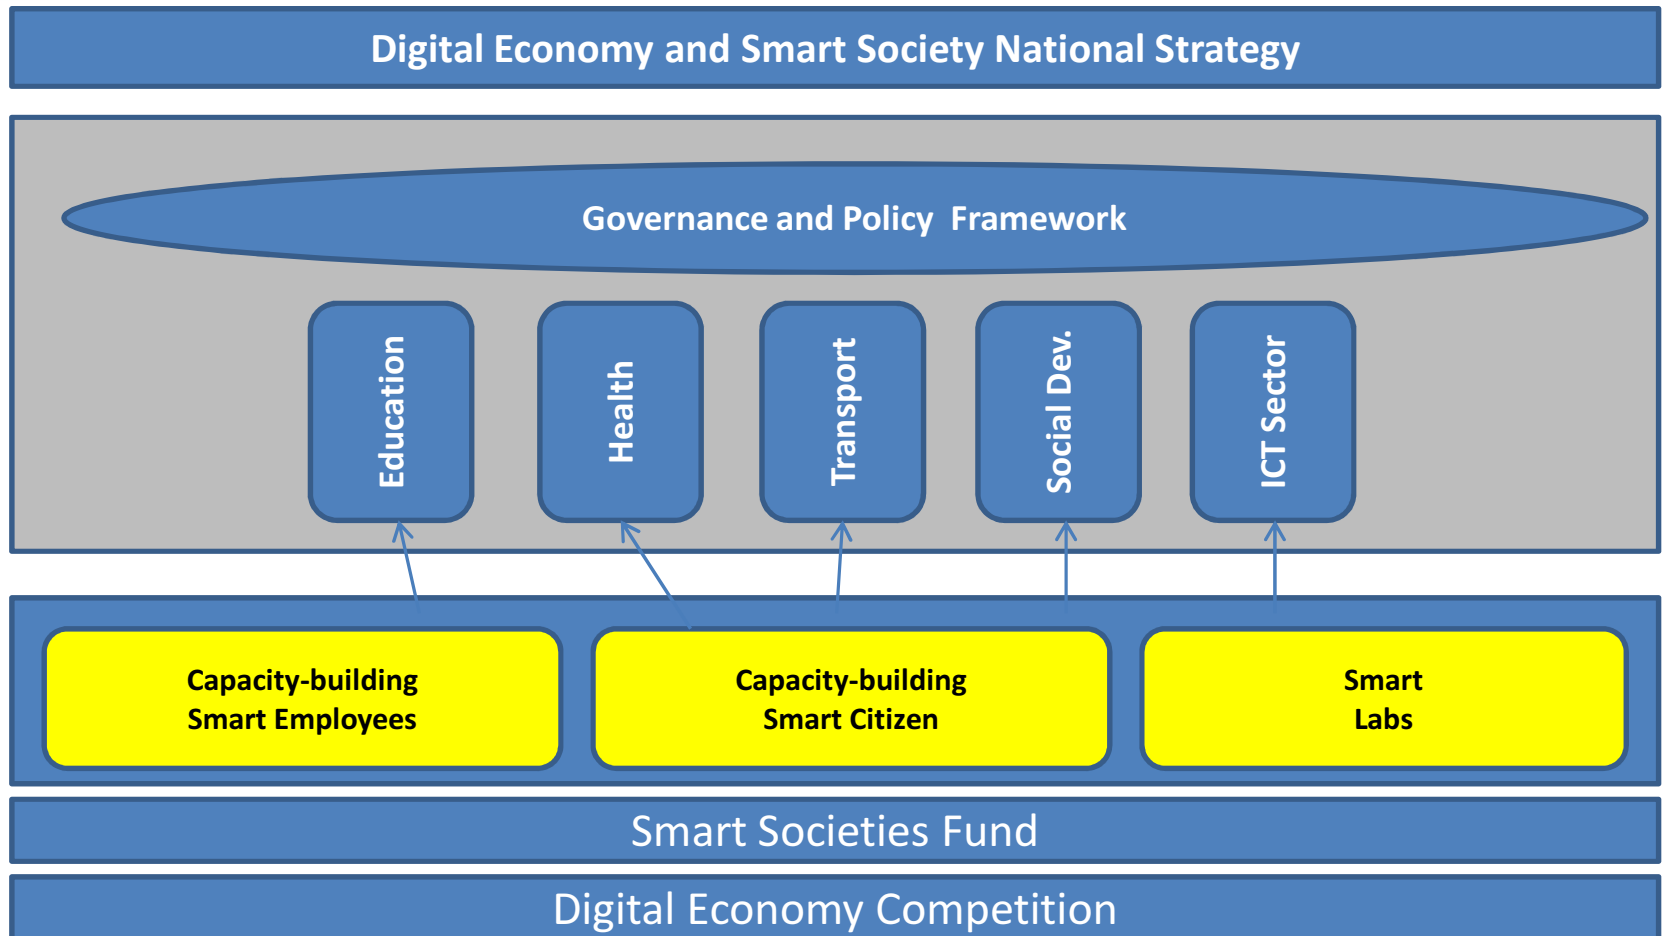 Digital Economy and Smart Society National Strategy
Governance and Policy  Framework
Education
Health
Transport
Social Dev.
ICT Sector
Capacity-building
Smart Employees
Capacity-building
Smart Citizen
Smart
Labs
Smart Societies Fund
Digital Economy Competition